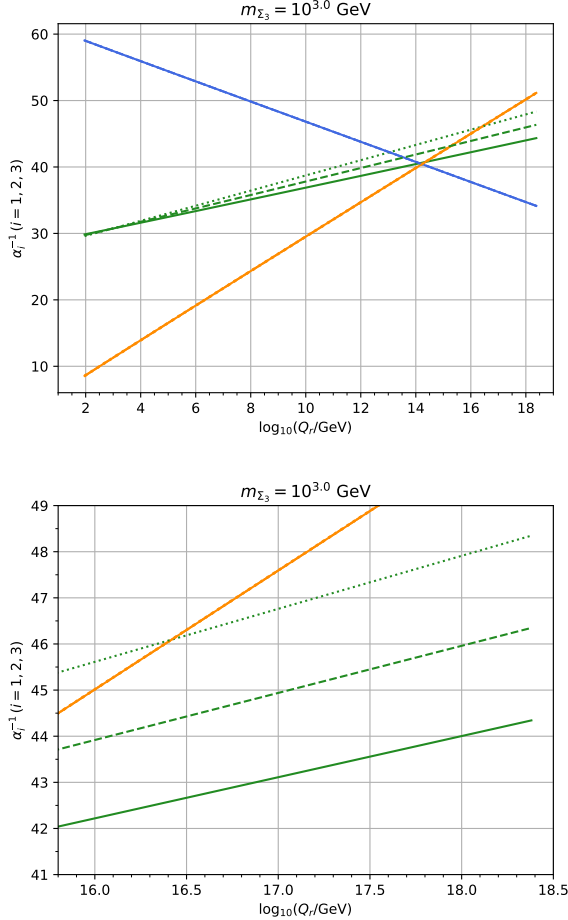 m_{Σ_3} = 10^{3.0} GeV
60
50
40
30
20
10
α_i^{-1} (i = 1, 2, 3)
2 4 6 8 10 12 14 16 18
log_{10}(Q_r/GeV)
m_{Σ_3} = 10^{3.0} GeV
49
48
47
46
45
44
43
42
41
α_i^{-1} (i = 1, 2, 3)
16.0 16.5 17.0 17.5 18.0 18.5
log_{10}(Q_r/GeV)